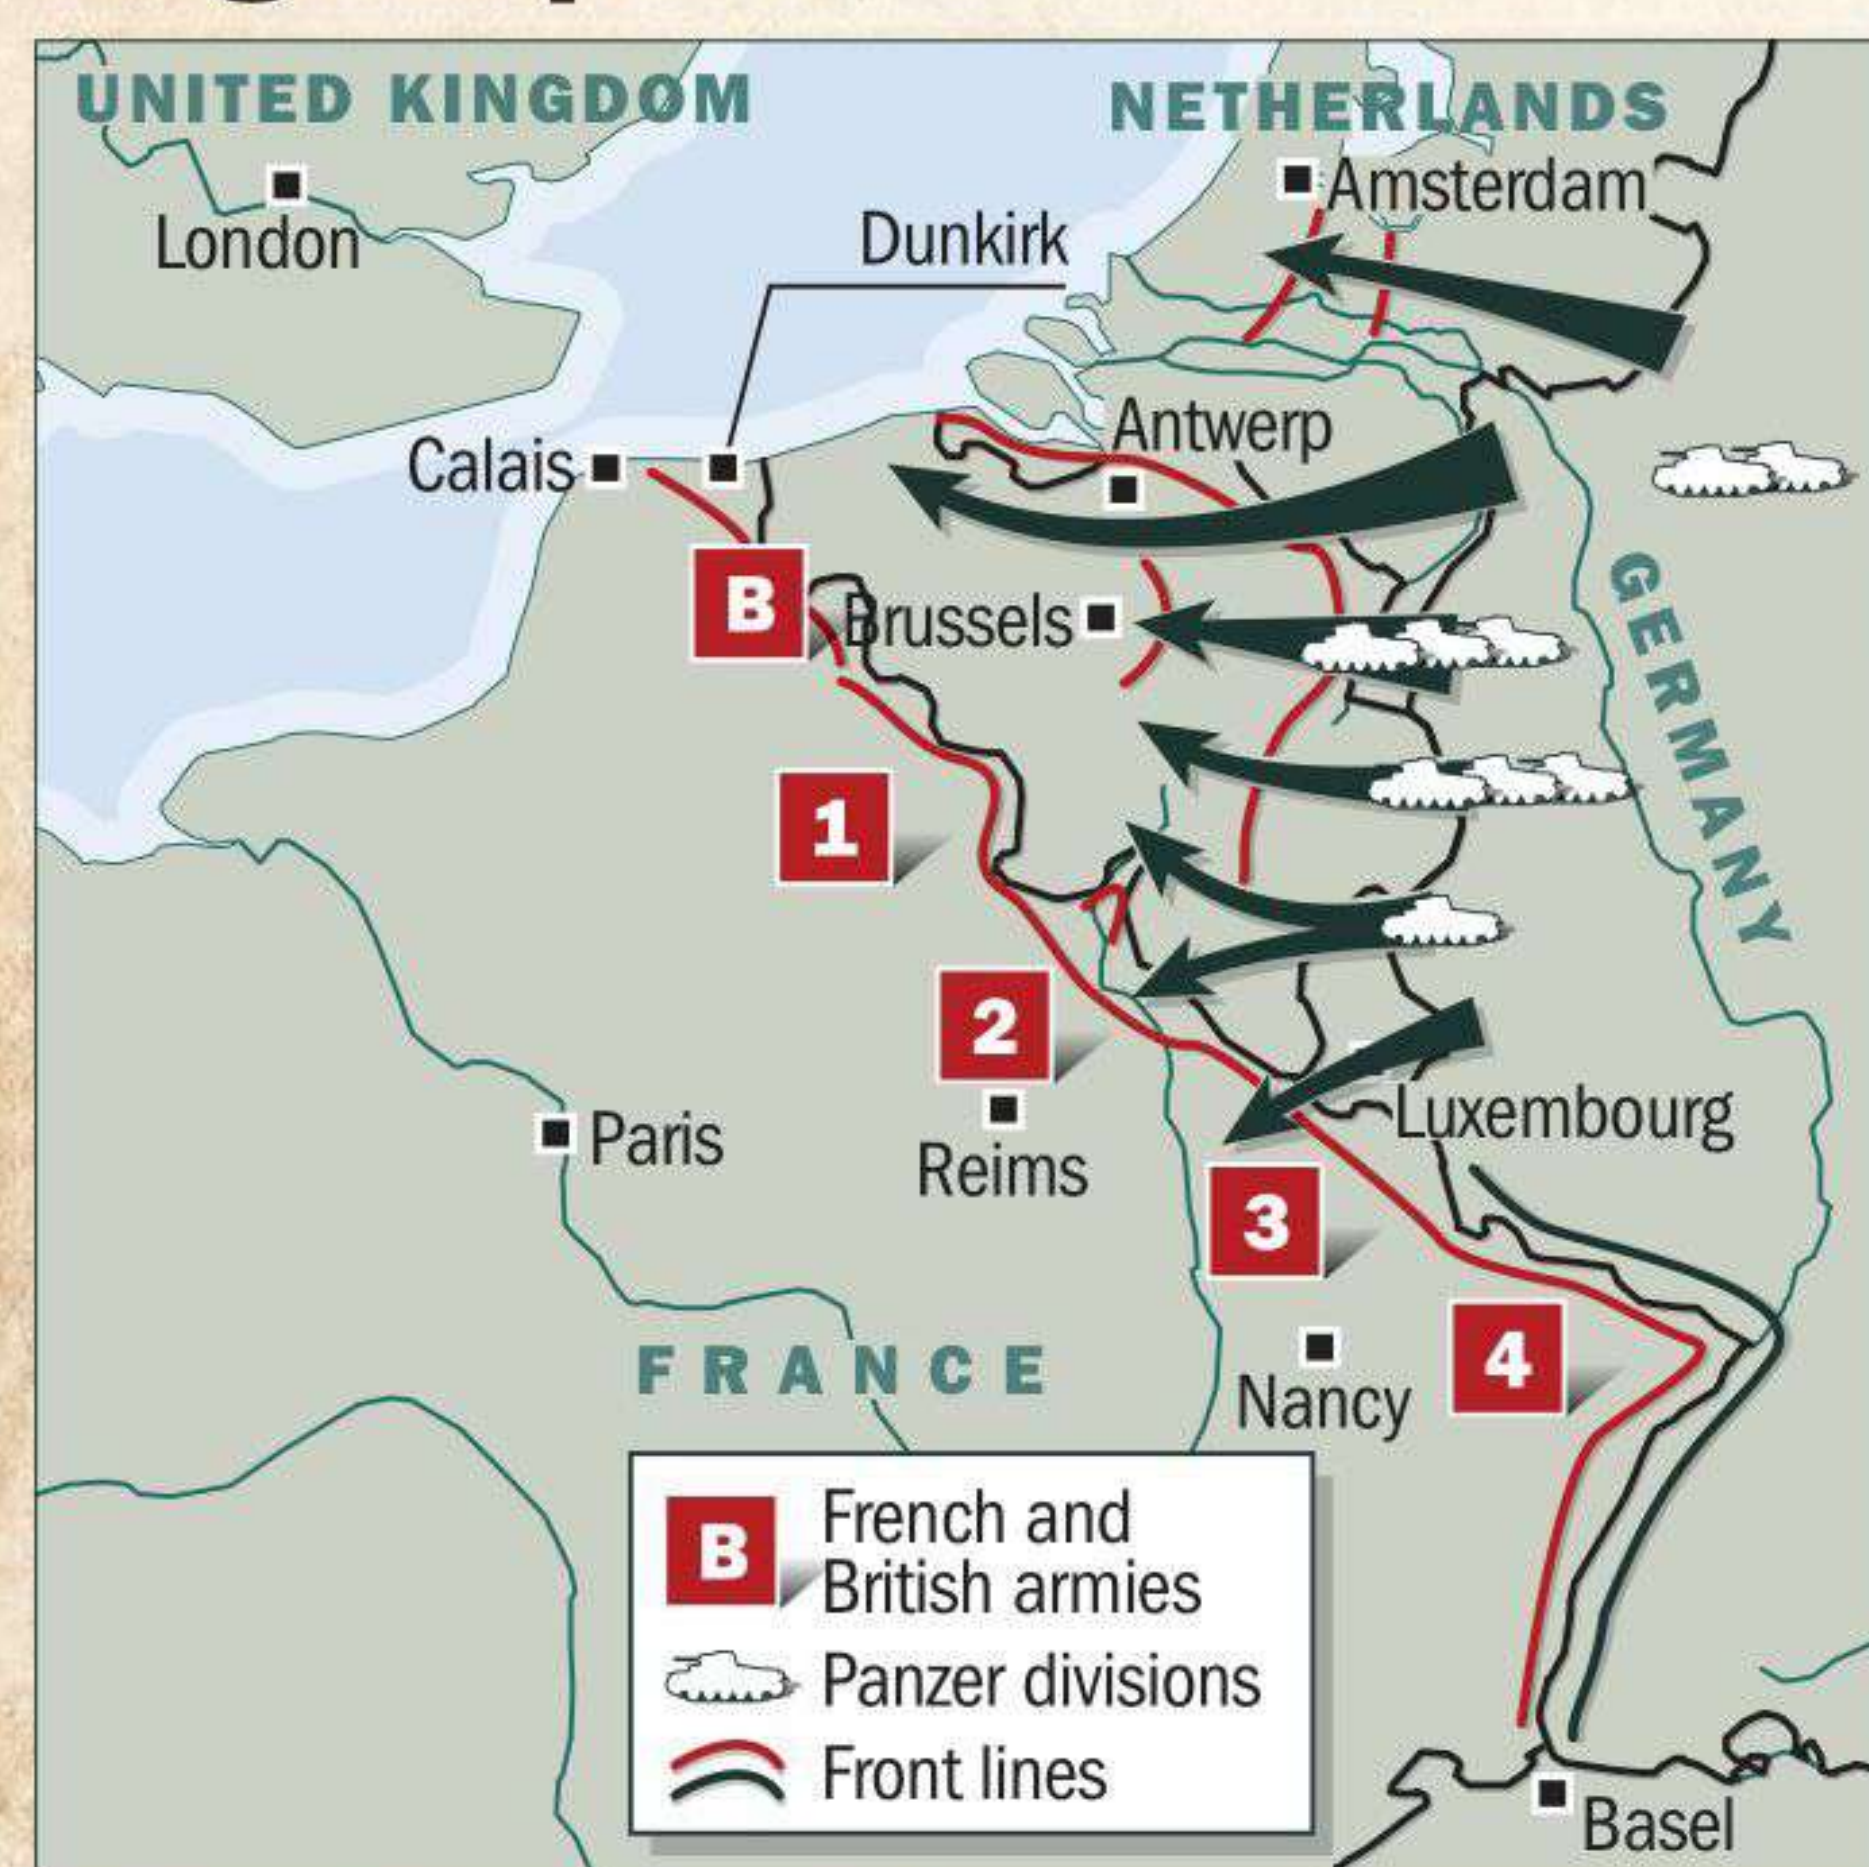 UNITED KINGDOM
NETHERLANDS
London
Amsterdam
Dunkirk
Calais
Antwerp
B
Brussels
GERMANY
1
2
Reims
Paris
Luxembourg
3
4
FRANCE
Nancy
B French and
British armies
Panzer divisions
Front lines
Basel